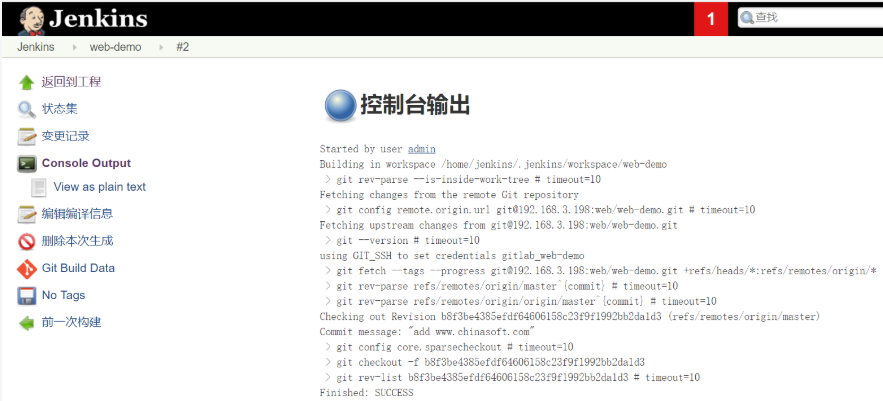 Jenkins
1
查找
Jenkins
web-demo
#2
返回到工程
状态集
变更记录
Console Output
View as plain text
编辑编译信息
删除本次生成
Git Build Data
No Tags
前一次构建
控制台输出
Started by user admin
Building in workspace /home/jenkins/.jenkins/workspace/web-demo
> git rev-parse --is-inside-work-tree # timeout=10
Fetching changes from the remote Git repository
> git config remote.origin.url git@192.168.3.198:web/web-demo.git # timeout=10
Fetching upstream changes from git@192.168.3.198:web/web-demo.git
> git --version # timeout=10
using GIT_SSH to set credentials gitlab_web-demo
> git fetch --tags --progress git@192.168.3.198:web/web-demo.git +refs/heads/*:refs/remotes/origin/*
> git rev-parse refs/remotes/origin/master^{commit} # timeout=10
> git rev-parse refs/remotes/origin/origin/master^{commit} # timeout=10
Checking out Revision b8f3be4385efdf64606158c23f9f1992bb2da1d3 (refs/remotes/origin/master)
Commit message: "add www.chinasoft.com"
> git config core.sparsecheckout # timeout=10
> git checkout -f b8f3be4385efdf64606158c23f9f1992bb2da1d3
> git rev-list b8f3be4385efdf64606158c23f9f1992bb2da1d3 # timeout=10
Finished: SUCCESS